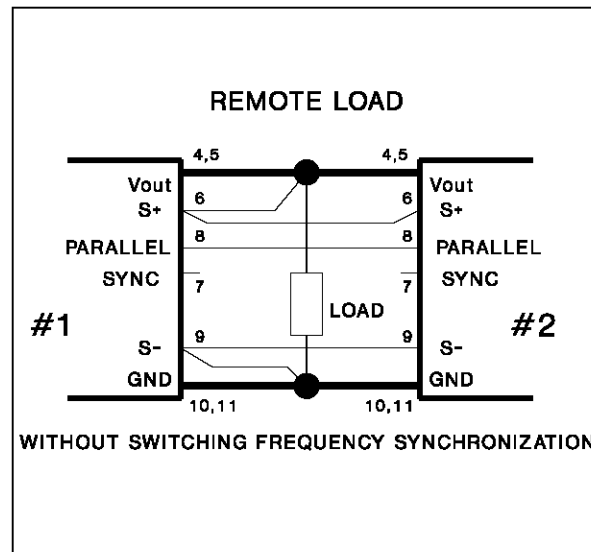 REMOTE LOAD
4,5 4,5
Vout Vout
6 6
S+ S+
8 8
PARALLEL PARALLEL
SYNC SYNC
7 7
LOAD
#1 #2
9 9
S- S-
GND GND
10,11 10,11
WITHOUT SWITCHING FREQUENCY SYNCHRONIZATION